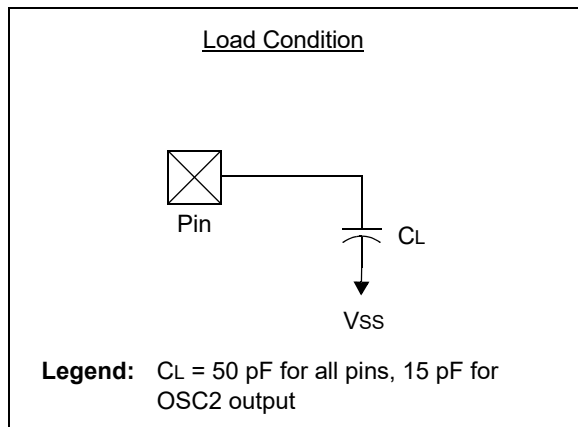 Load Condition
Pin
CL
VSS
Legend: CL = 50 pF for all pins, 15 pF for
OSC2 output